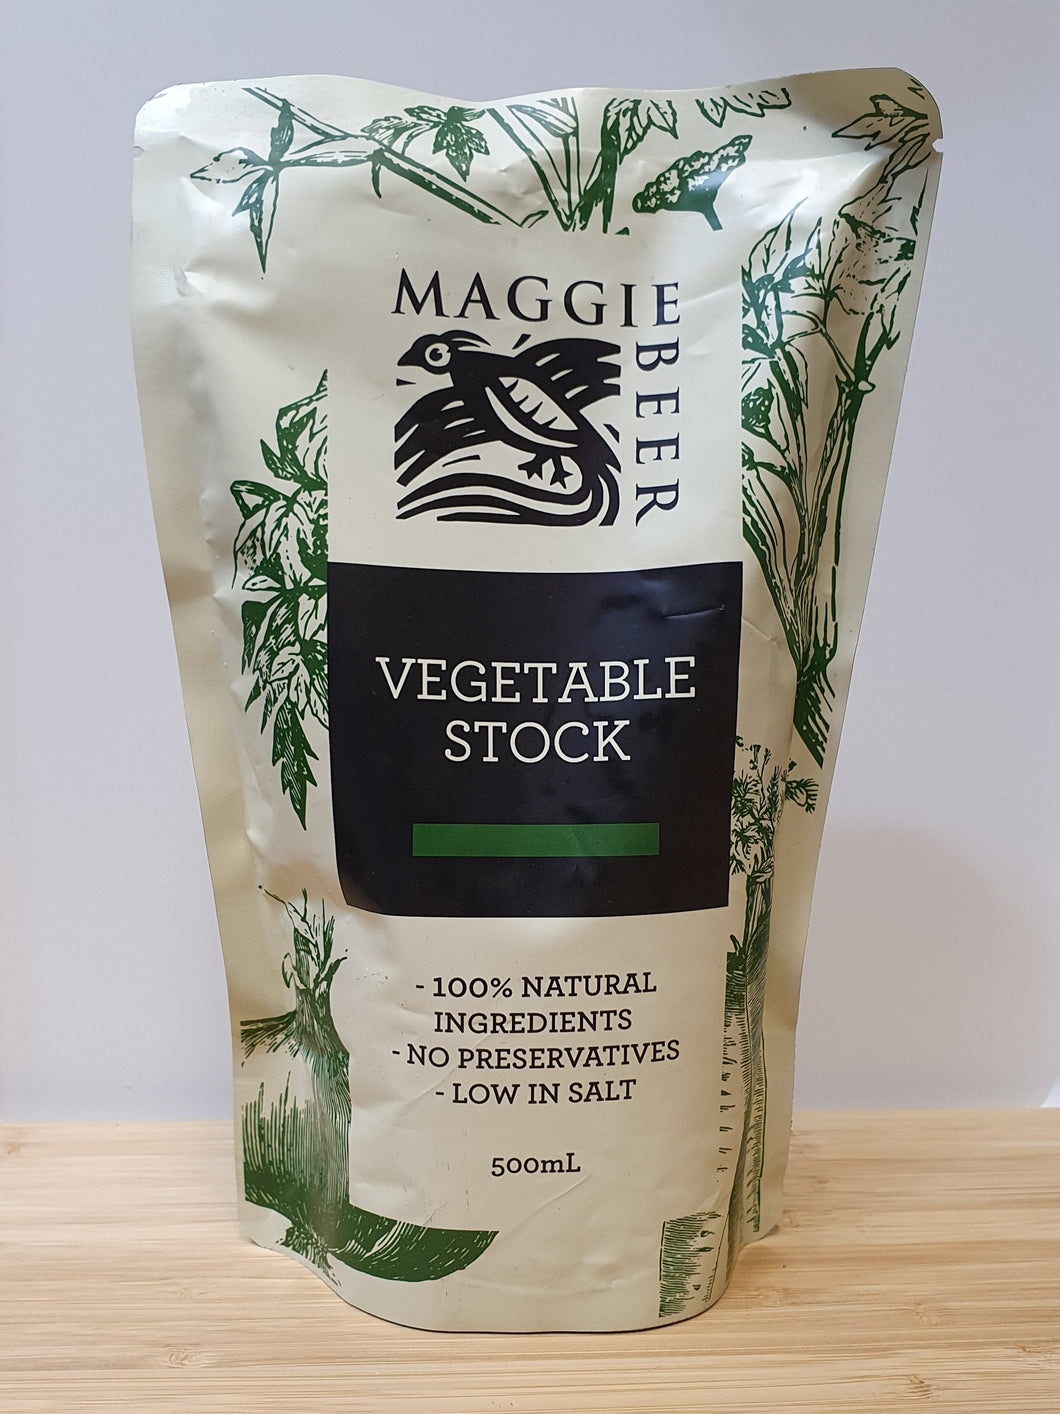 MAGGIE
BEER
VEGETABLE
STOCK
- 100% NATURAL
INGREDIENTS
- NO PRESERVATIVES
- LOW IN SALT
500mL